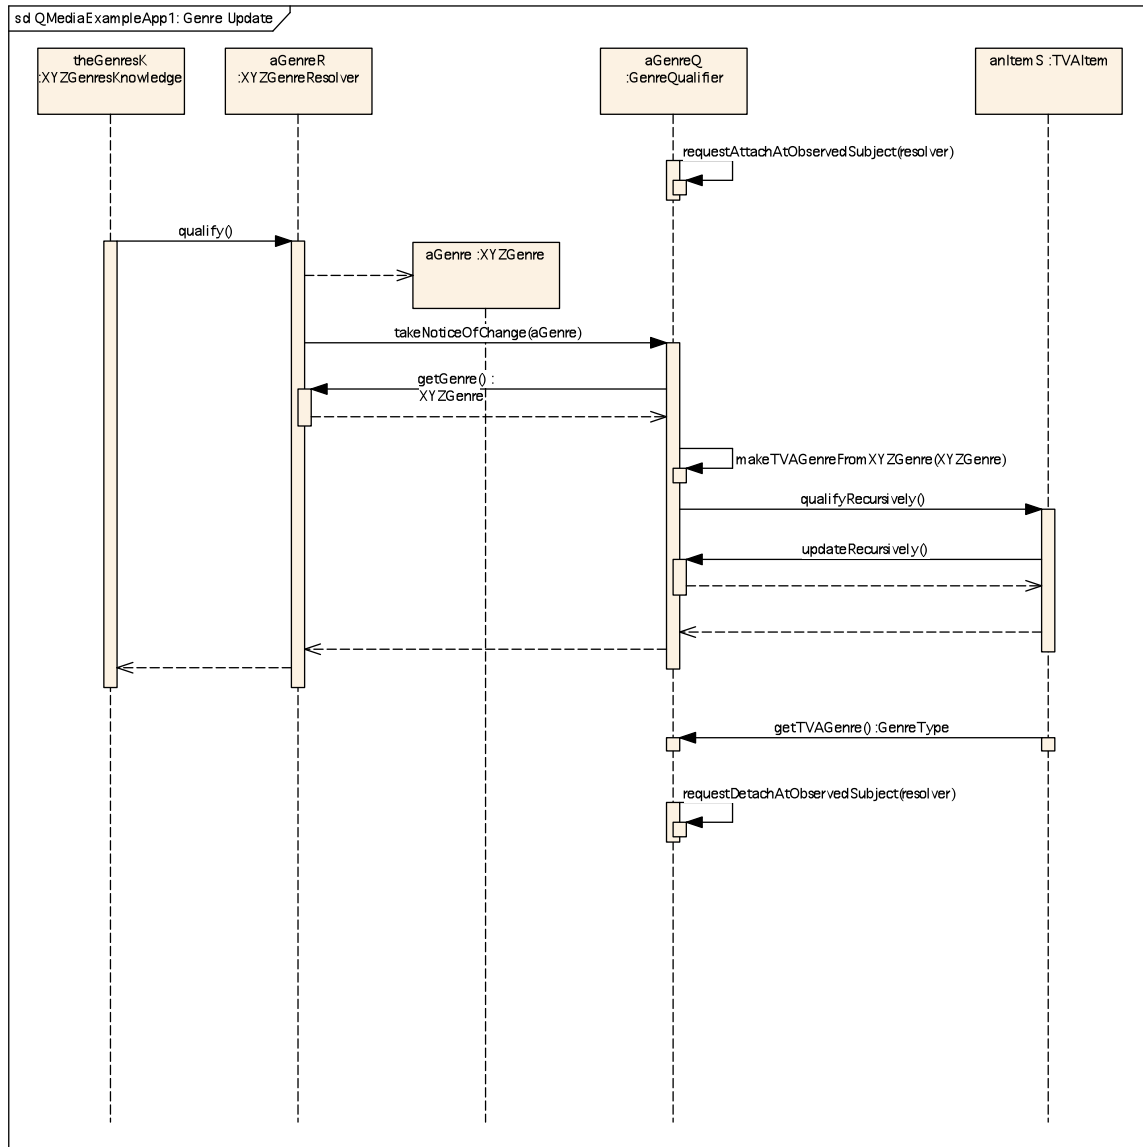 sd QMediaExampleApp1: Genre Update
theGenresK
:XYZGenresKnowledge
aGenreR
:XYZGenreResolver
aGenreQ
:GenreQualifier
anItemS :TVAItem
requestAttachAtObservedSubject(resolver)
qualify()
aGenre :XYZGenre
takeNoticeOfChange(aGenre)
getGenre() :
XYZGenre
makeTVAGenreFromXYZGenre(XYZGenre)
qualifyRecursively()
updateRecursively()
getTVAGenre() :GenreType
requestDetachAtObservedSubject(resolver)